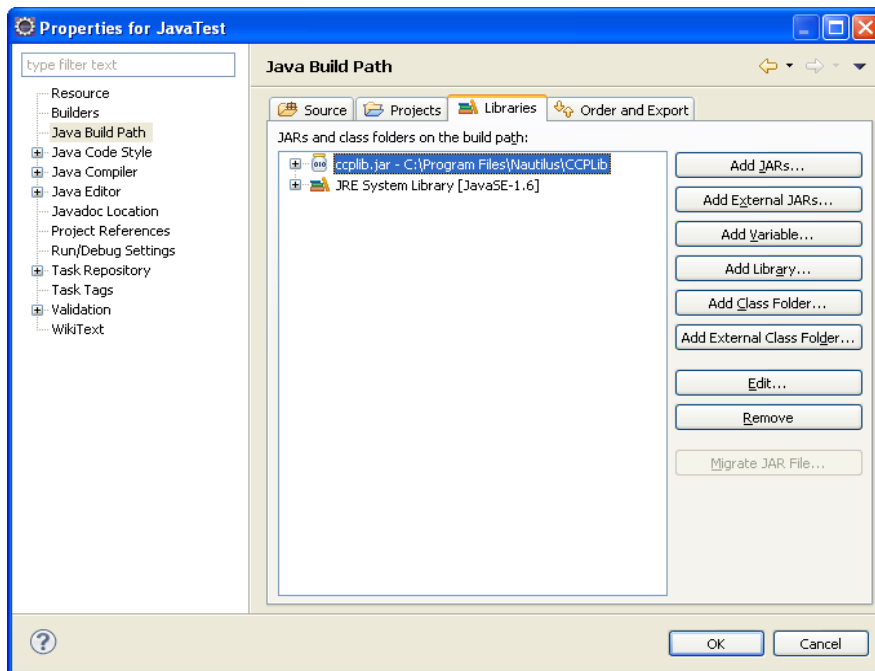 Properties for JavaTest
type filter text
Resource
Builders
Java Build Path
Java Code Style
Java Compiler
Java Editor
Javadoc Location
Project References
Run/Debug Settings
Task Repository
Task Tags
Validation
WikiText
Java Build Path
Source Projects Libraries Order and Export
JARs and class folders on the build path:
ccplib.jar - C:\Program Files\Nautilus\CCPLib
JRE System Library [JavaSE-1.6]
Add JARs...
Add External JARs...
Add Variable...
Add Library...
Add Class Folder...
Add External Class Folder...
Edit...
Remove
Migrate JAR File...
? OK Cancel